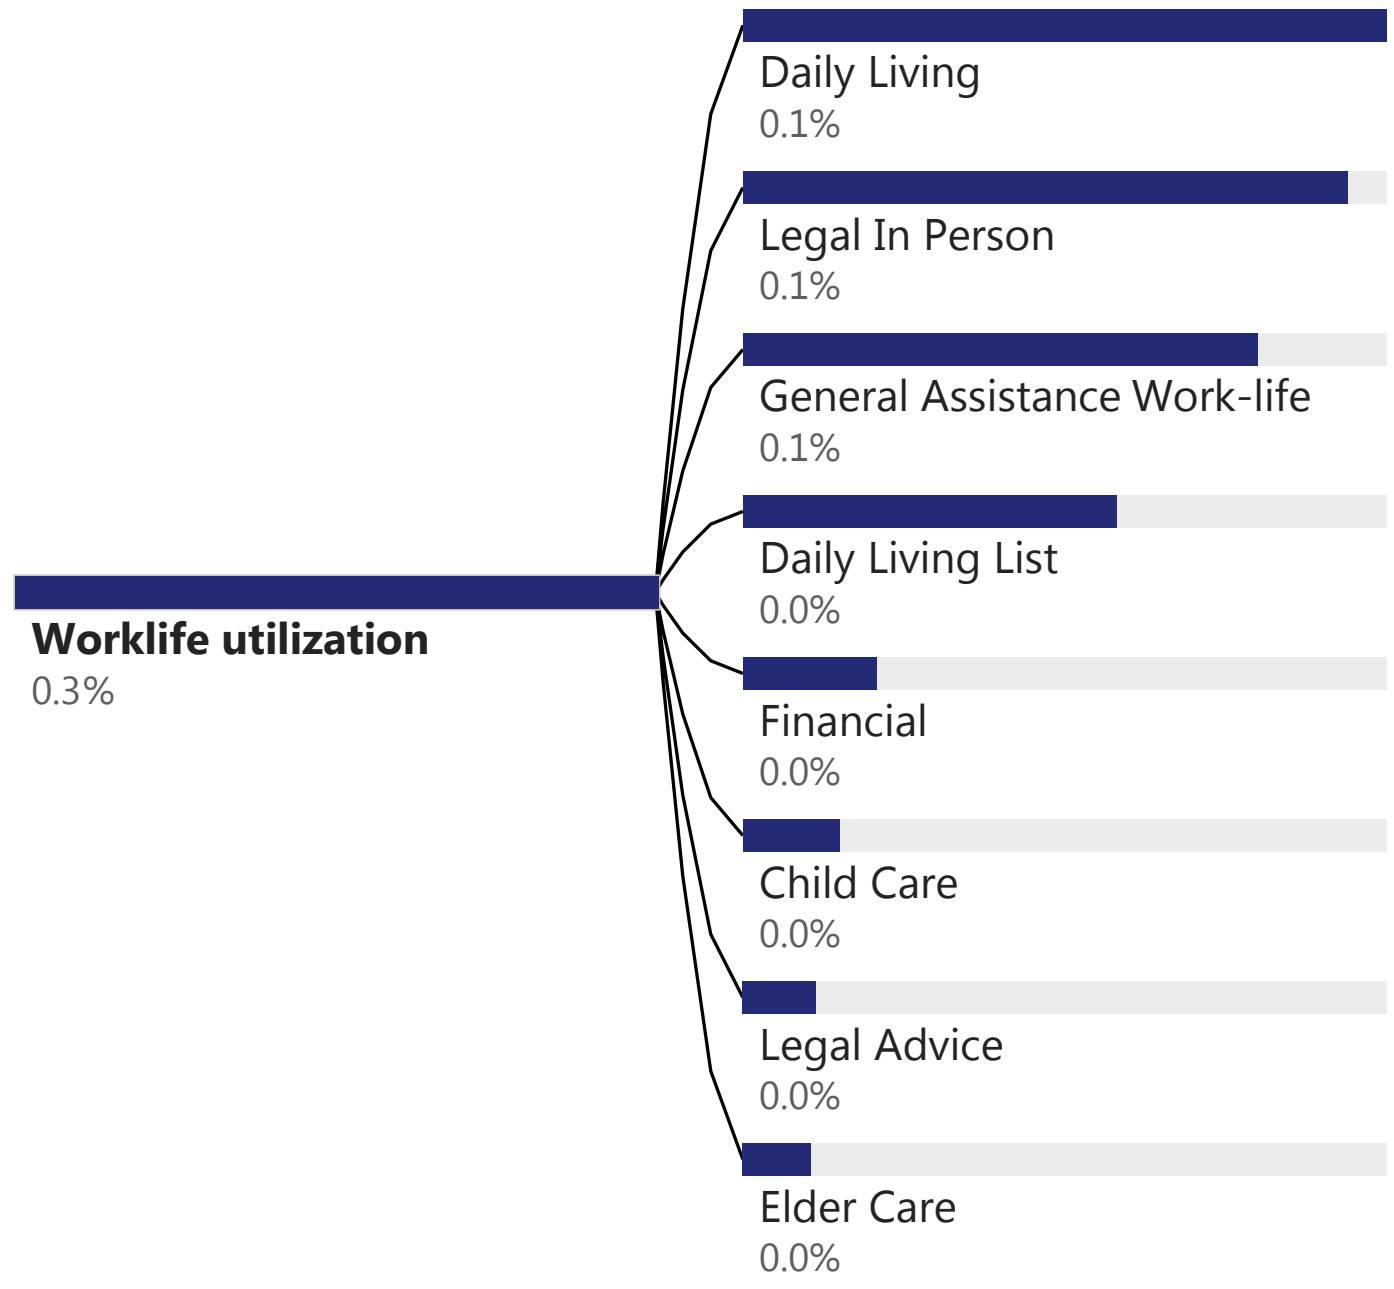 Daily Living
0.1%
Legal In Person
0.1%
General Assistance Work-life
0.1%
Daily Living List
0.0%
Worklife utilization
0.3%
Financial
0.0%
Child Care
0.0%
Legal Advice
0.0%
Elder Care
0.0%